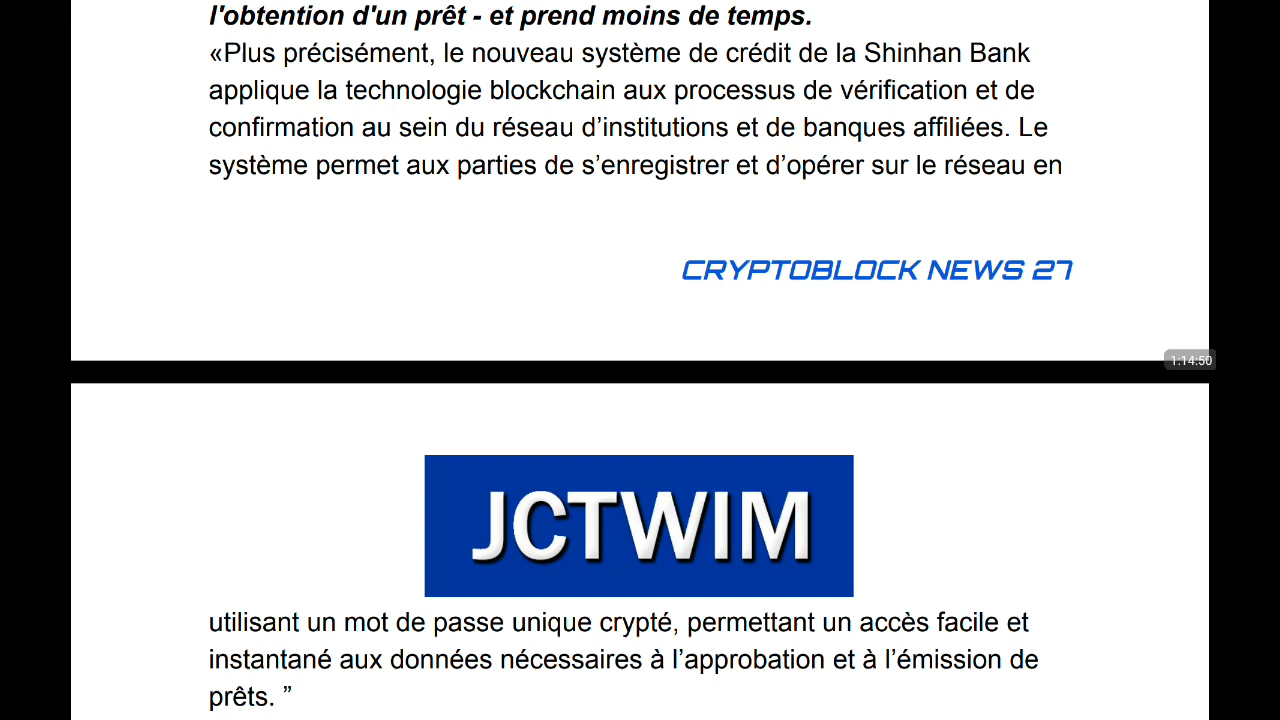 l'obtention d'un prêt - et prend moins de temps.
«Plus précisément, le nouveau système de crédit de la Shinhan Bank
applique la technologie blockchain aux processus de vérification et de
confirmation au sein du réseau d’institutions et de banques affiliées. Le
système permet aux parties de s’enregistrer et d’opérer sur le réseau en
CRYPTOBLOCK NEWS 27
1:14:50
JCTWIM
utilisant un mot de passe unique crypté, permettant un accès facile et
instantané aux données nécessaires à l’approbation et à l’émission de
prêts. ”